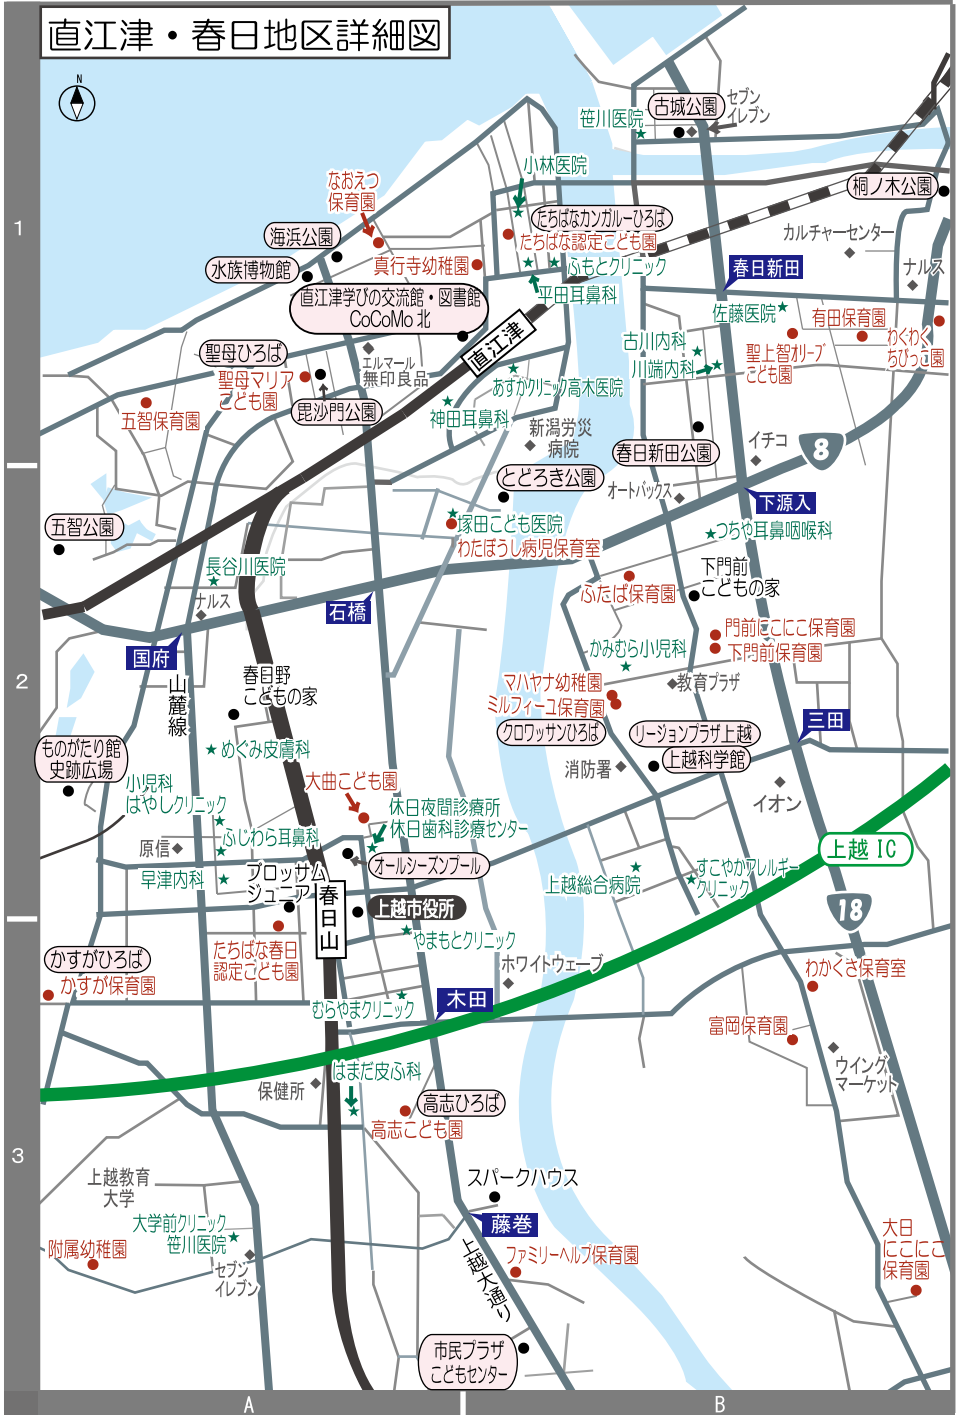 直江津・春日地区詳細図
N
笹川医院
古城公園
セブン
イレブン
小林医院
桐ノ木公園
なおえつ
保育園
たちばなカンガルーひろば
たちばな認定こども園
海浜公園
カルチャーセンター
1
水族博物館
真行寺幼稚園
ふもとクリニック
春日新田
ナルス
直江津学びの交流館・図書館
CoCoMo 北
平田耳鼻科
佐藤医院
有田保育園
直江津
古川内科
わくわく
ちびっこ園
聖母ひろば
エルマール
無印良品
川端内科
聖上智オリーブ
こども園
聖母マリア
こども園
あすかクリニック
高木医院
毘沙門公園
五智保育園
神田耳鼻科
新潟労災
病院
春日新田公園
イチコ
8
とどろき公園
オートバックス
下源入
五智公園
塚田こども医院
わたぼうし病児保育室
つちや耳鼻咽喉科
長谷川医院
下門前
こどもの家
ナルス
石橋
ふたば保育園
門前にこにこ保育園
下門前保育園
国府
かみむら小児科
2
春日野
こどもの家
マハヤナ幼稚園
ミルフィーユ保育園
教育プラザ
山麓線
クロワッサンひろば
リージョンプラザ上越
三田
ものがたり館
史跡広場
めぐみ皮膚科
上越科学館
消防署
大曲こども園
小児科
はやしクリニック
休日夜間診療所
休日歯科診療センター
イオン
ふじわら耳鼻科
原信
上越 IC
オールシーズンプール
早津内科
ブロッサム
ジュニア
上越総合病院
すこやかアレルギー
クリニック
春日山
上越市役所
18
やまもとクリニック
かすがひろば
たちばな春日
認定こども園
ホワイトウェーブ
わかくさ保育室
かすが保育園
木田
むらやまクリニック
富岡保育園
はまだ皮ふ科
ウイング
マーケット
保健所
高志ひろば
高志こども園
3
上越教育
大学
スパークハウス
大学前クリニック
笹川医院
藤巻
大日
にこにこ
保育園
附属幼稚園
上越大通り
ファミリーヘルプ保育園
セブン
イレブン
市民プラザ
こどもセンター
A
B